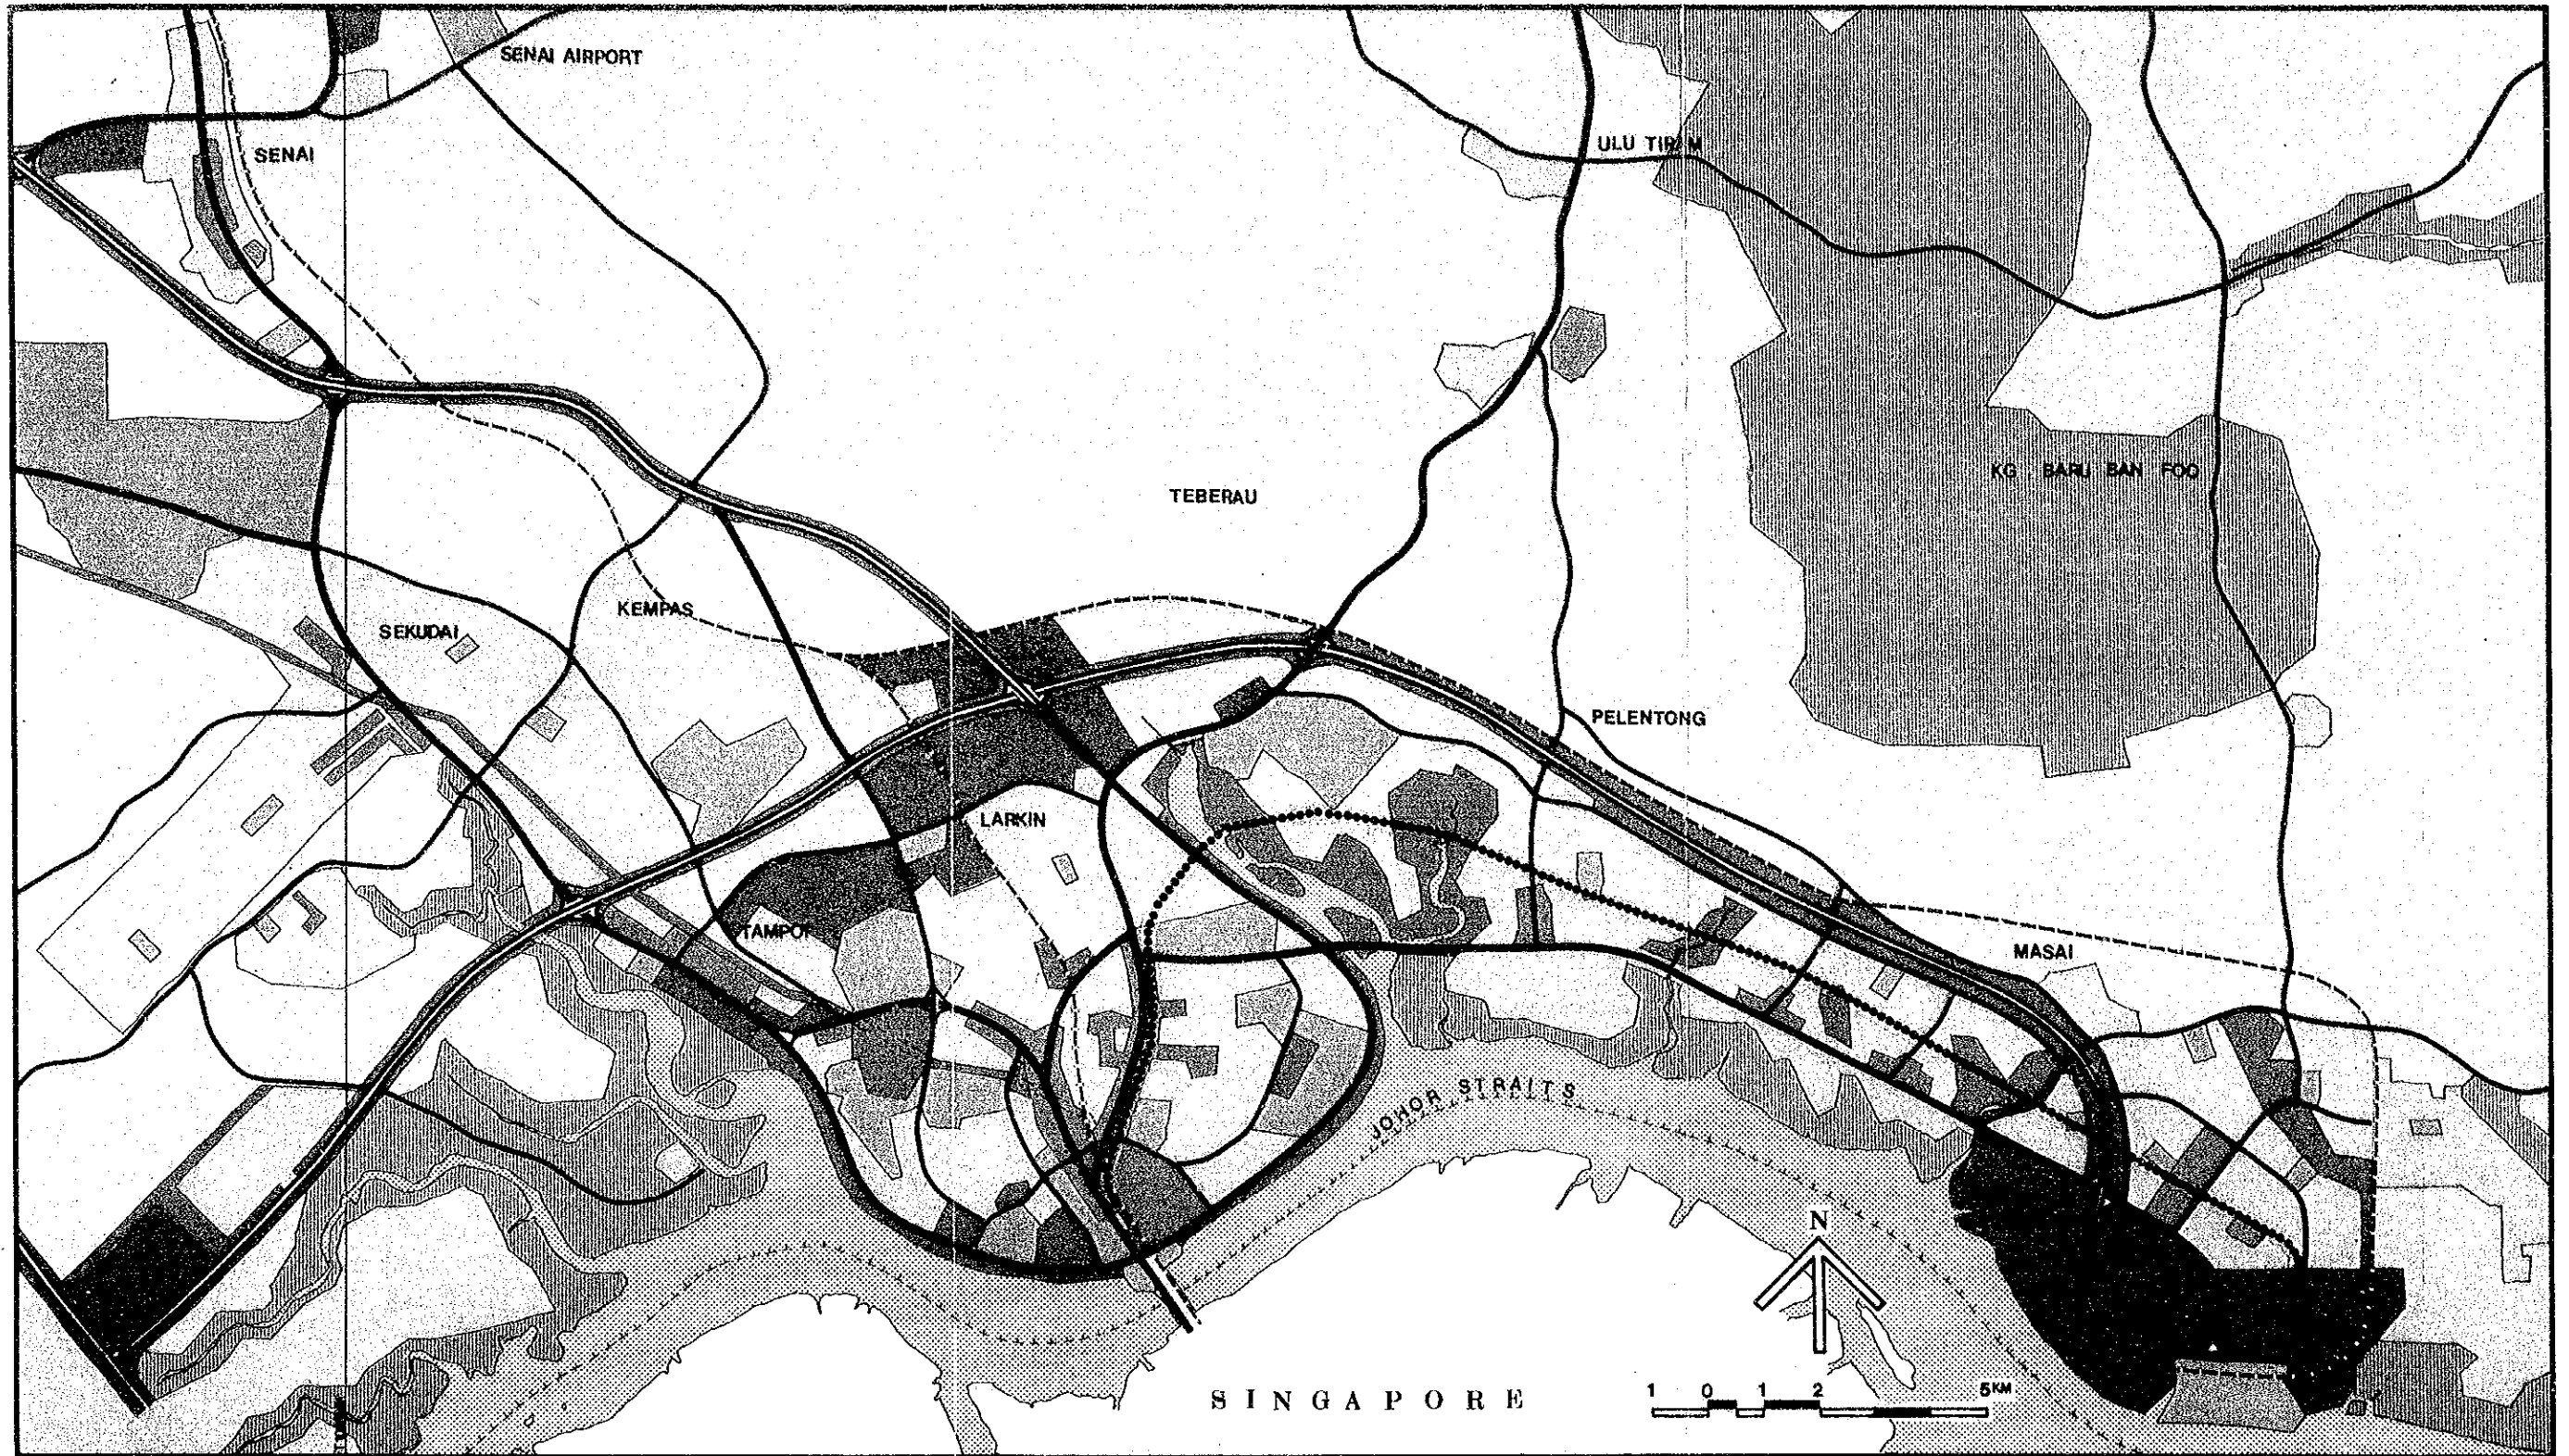 SENAI AIRPORT
SENAI
ULU TIRAM
KG BARU BAN FOO
TEBERAU
KEMPAS
SEKUDAI
PELENTONG
LARKIN
TAMPOI
MASAI
JOHOR STRAITS
N
SINGAPORE
1 0 1 2 5KM